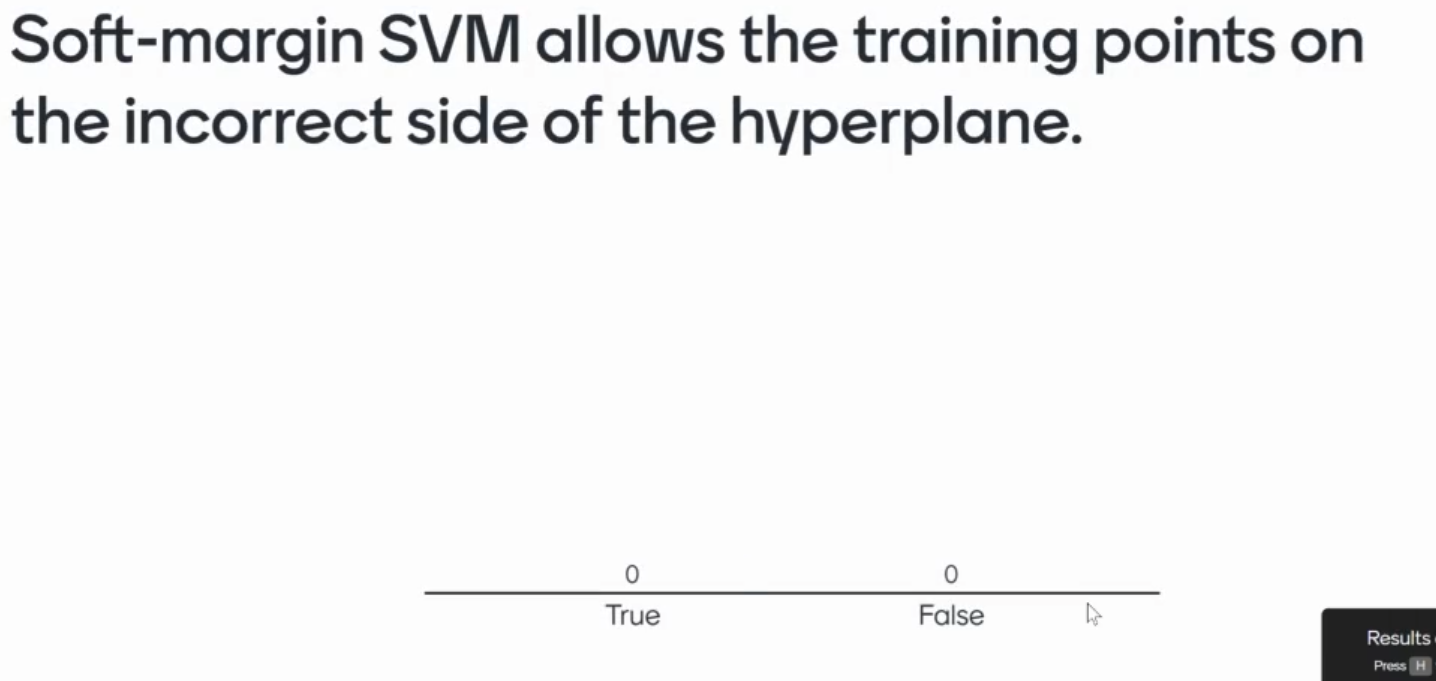 Soft-margin SVM allows the training points on
the incorrect side of the hyperplane.
0 0
True False
Results
Press H